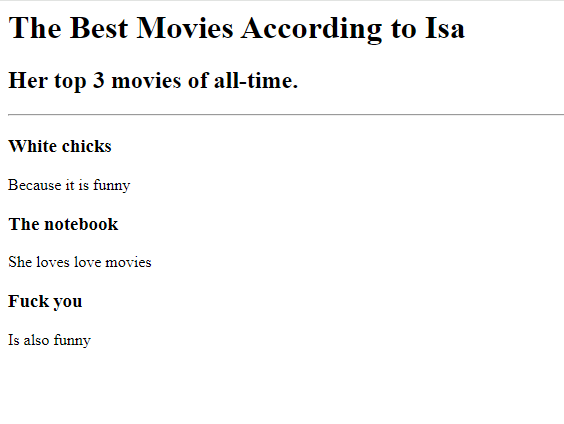 The Best Movies According to Isa
Her top 3 movies of all-time.
White chicks
Because it is funny
The notebook
She loves love movies
Fuck you
Is also funny